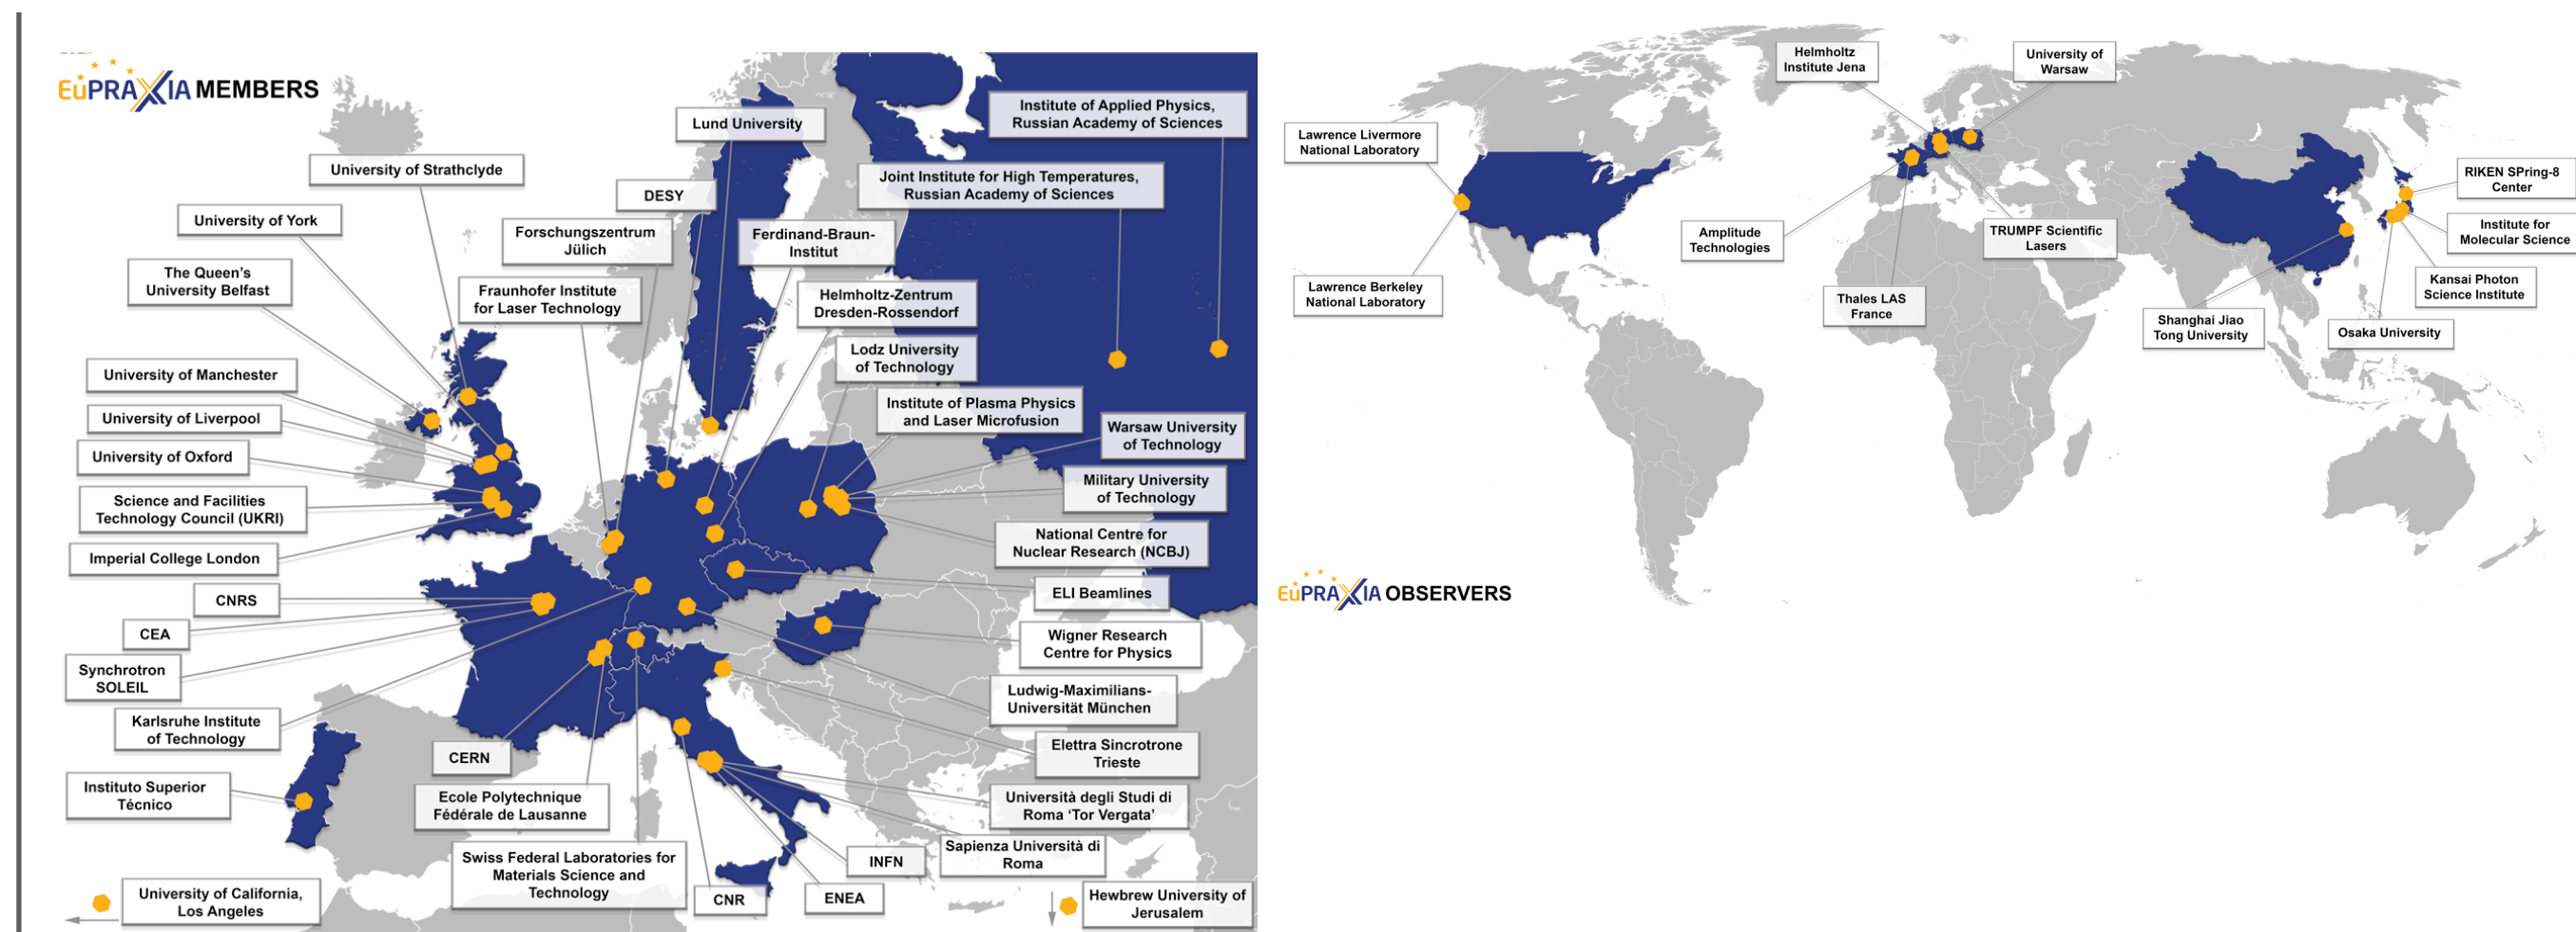 EuPRAXIA MEMBERS
Lund University
Institute of Applied Physics,
Russian Academy of Sciences
University of Strathclyde
DESY
Joint Institute for High Temperatures,
Russian Academy of Sciences
University of York
Forschungszentrum
Jülich
Ferdinand-Braun-
Institut
The Queen's
University Belfast
Fraunhofer Institute
for Laser Technology
Helmholtz-Zentrum
Dresden-Rossendorf
Lodz University
of Technology
University of Manchester
Institute of Plasma Physics
and Laser Microfusion
University of Liverpool
Warsaw University
of Technology
University of Oxford
Military University
of Technology
Science and Facilities
Technology Council (UKRI)
National Centre for
Nuclear Research (NCBJ)
Imperial College London
ELI Beamlines
CNRS
CEA
Wigner Research
Centre for Physics
Synchrotron
SOLEIL
Ludwig-Maximilians-
Universität München
Karlsruhe Institute
of Technology
CERN
Elettra Sincrotrone
Trieste
Instituto Superior
Técnico
Ecole Polytechnique
Fédérale de Lausanne
Università degli Studi di
Roma ‘Tor Vergata’
Swiss Federal Laboratories for
Materials Science and
Technology
INFN
Sapienza Università di
Roma
CNR
ENEA
University of California,
Los Angeles
Hewbrew University of
Jerusalem
Helmholtz
Institute Jena
University of
Warsaw
Lawrence Livermore
National Laboratory
RIKEN SPring-8
Center
Amplitude
Technologies
TRUMPF Scientific
Lasers
Institute for
Molecular Science
Lawrence Berkeley
National Laboratory
Thales LAS
France
Kansai Photon
Science Institute
Shanghai Jiao
Tong University
Osaka University
EuPRAXIA OBSERVERS